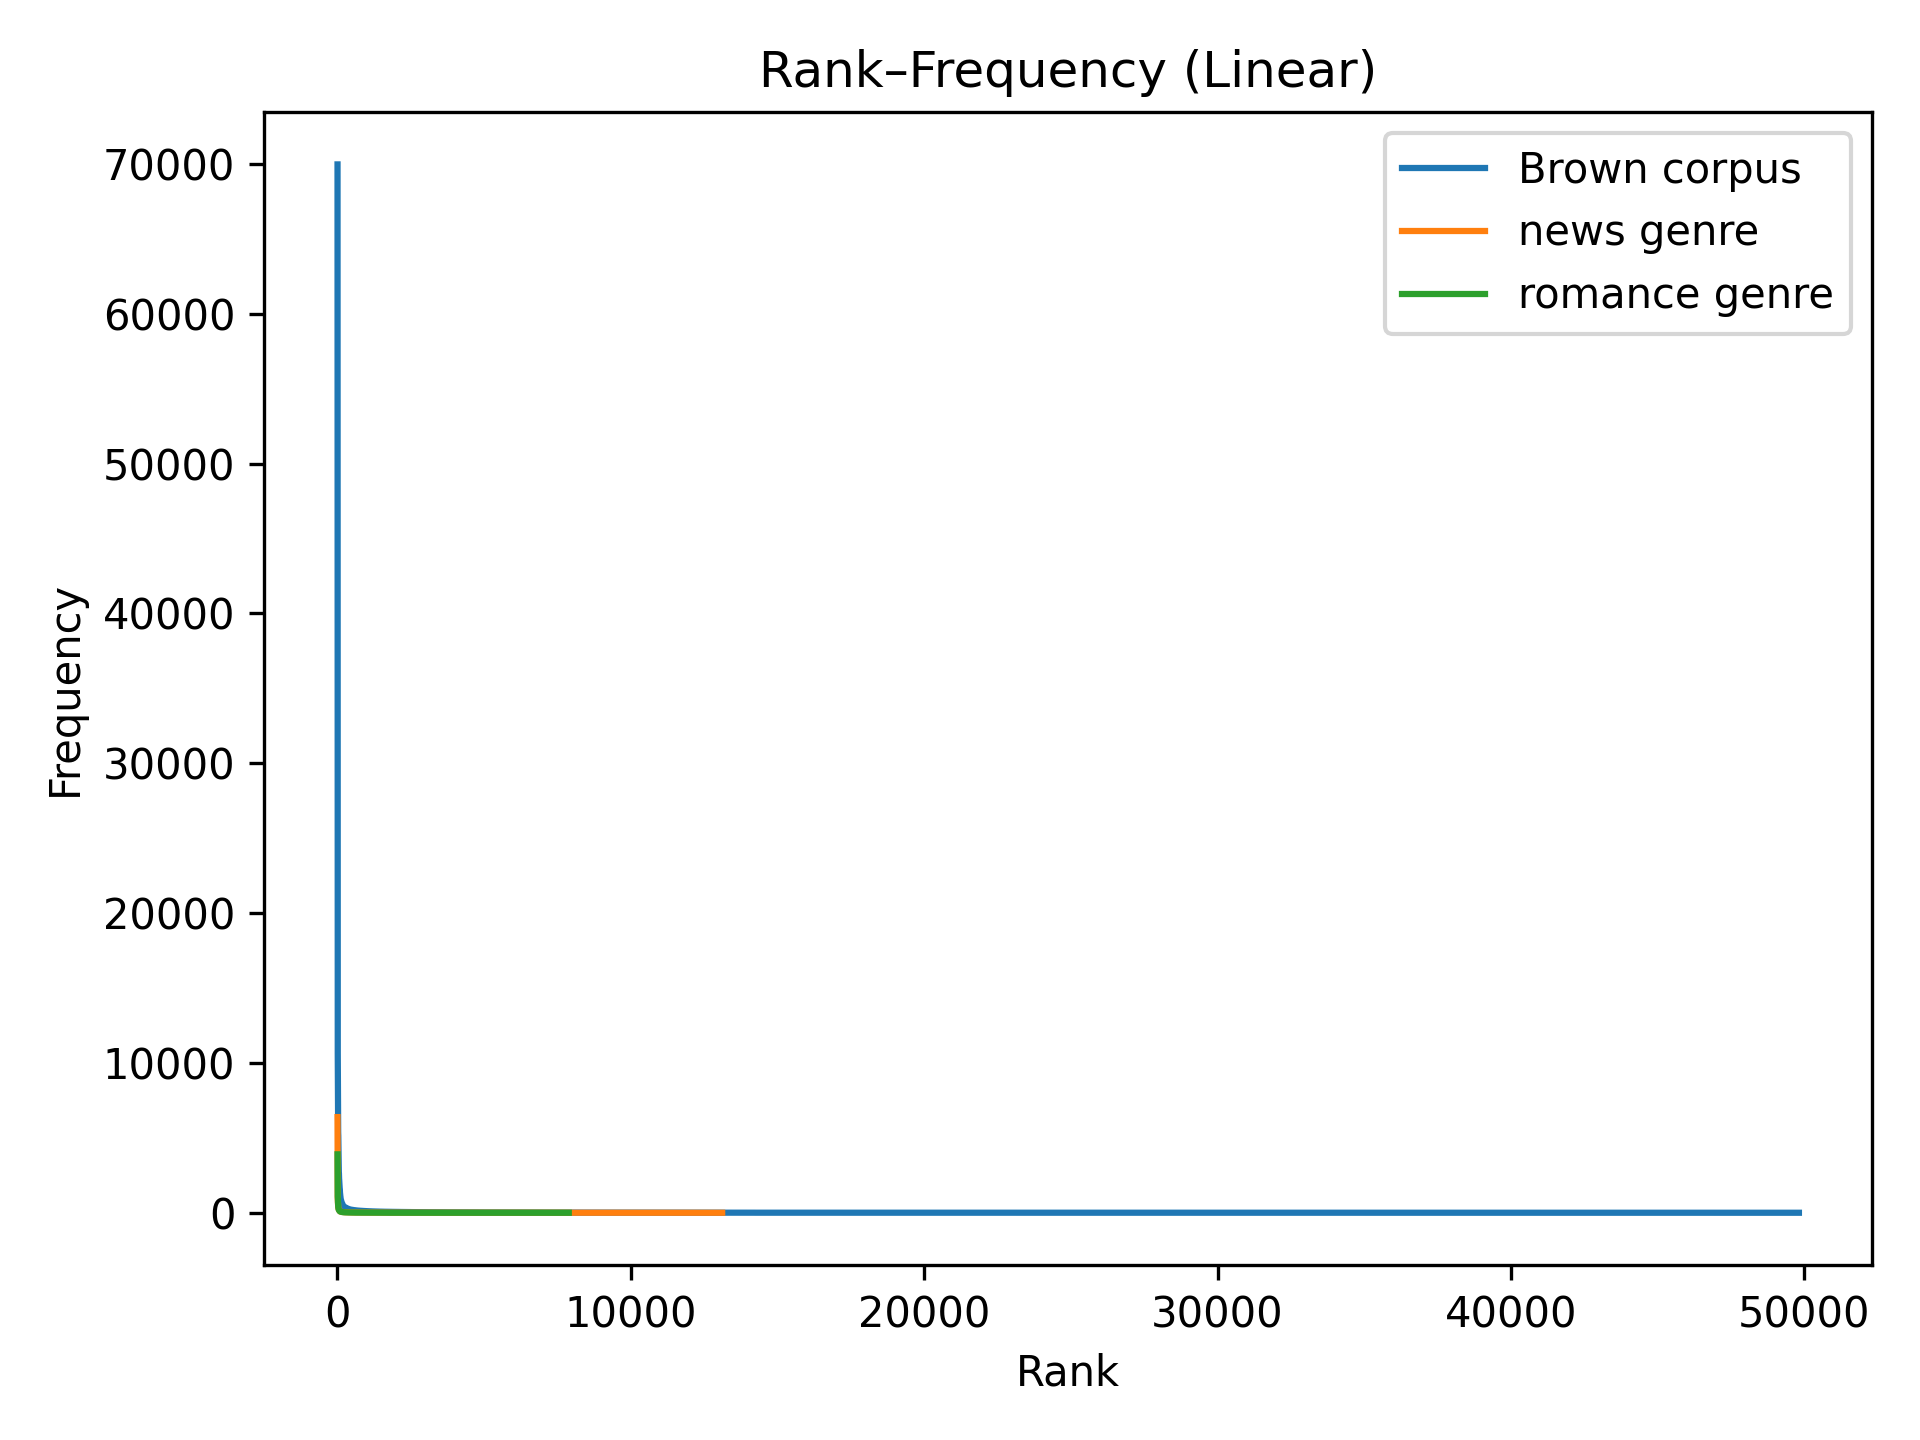 Rank–Frequency (Linear)
Brown corpus
news genre
romance genre
Frequency
70000
60000
50000
40000
30000
20000
10000
0
0 10000 20000 30000 40000 50000
Rank